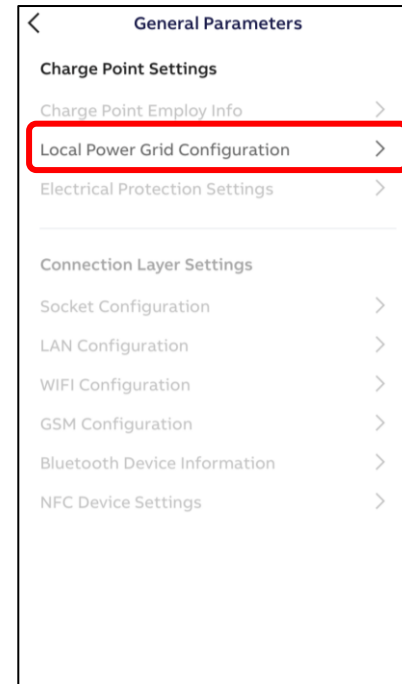 General Parameters
Charge Point Settings
Charge Point Employ Info
Local Power Grid Configuration
Electrical Protection Settings
Connection Layer Settings
Socket Configuration
LAN Configuration
WIFI Configuration
GSM Configuration
Bluetooth Device Information
NFC Device Settings